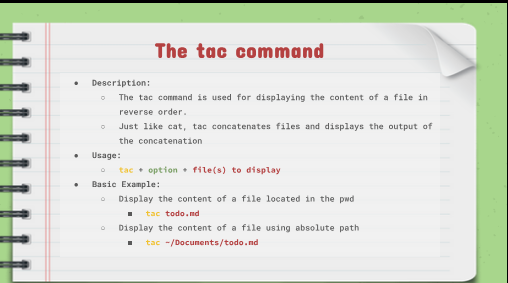 The tac command
● Description:
○ The tac command is used for displaying the content of a file in
reverse order.
○ Just like cat, tac concatenates files and displays the output of
the concatenation
● Usage:
○ tac + option + file(s) to display
● Basic Example:
○ Display the content of a file located in the pwd
■ tac todo.md
○ Display the content of a file using absolute path
■ tac ~/Documents/todo.md